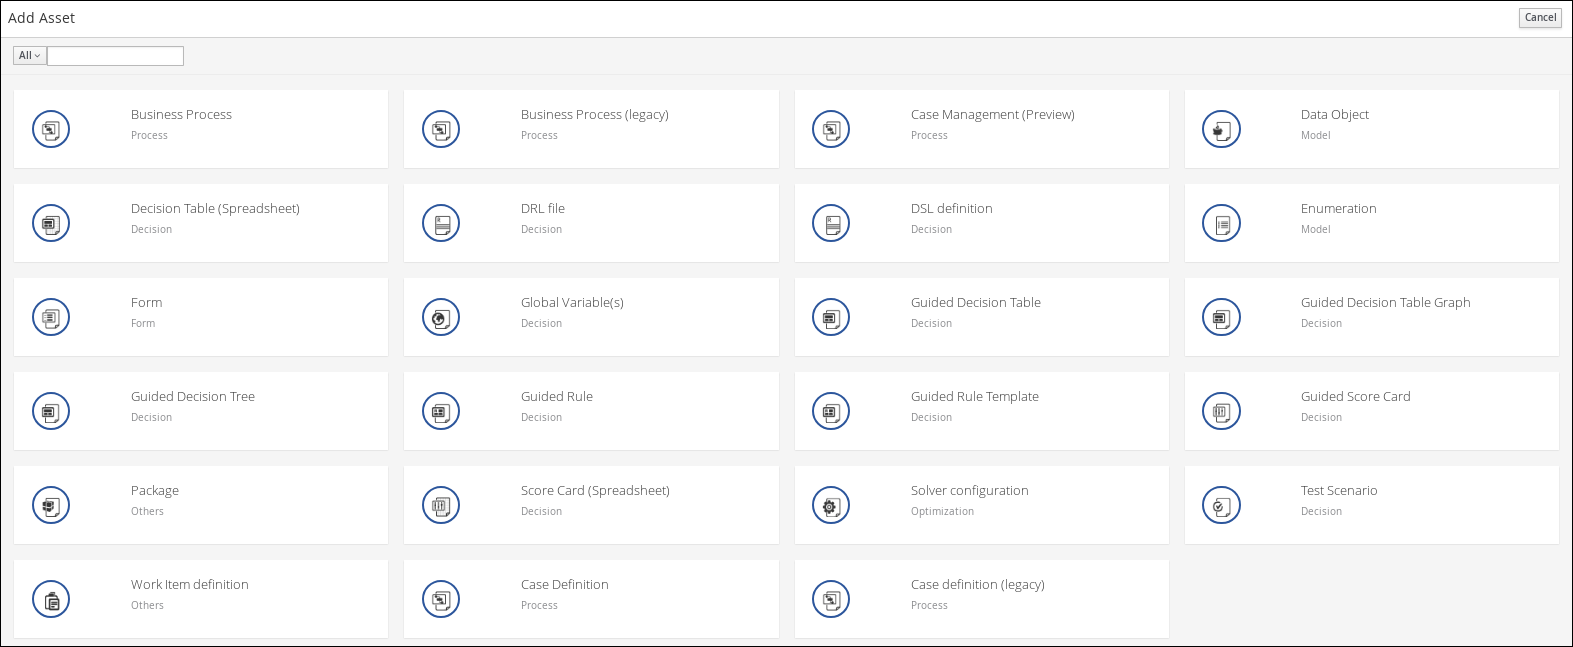 Add Asset
Cancel
All
Business Process
Process
Business Process (legacy)
Process
Case Management (Preview)
Process
Data Object
Model
Decision Table (Spreadsheet)
Decision
DRL file
Decision
DSL definition
Decision
Enumeration
Model
Form
Form
Global Variable(s)
Decision
Guided Decision Table
Decision
Guided Decision Table Graph
Decision
Guided Decision Tree
Decision
Guided Rule
Decision
Guided Rule Template
Decision
Guided Score Card
Decision
Package
Others
Score Card (Spreadsheet)
Decision
Solver configuration
Optimization
Test Scenario
Decision
Work Item definition
Others
Case Definition
Process
Case definition (legacy)
Process